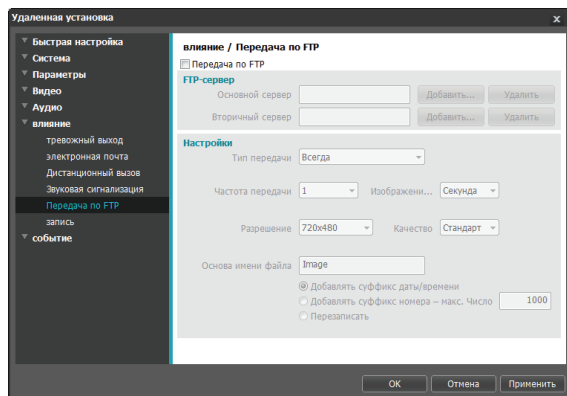 Удаленная установка
x
Быстрая настройка
Система
Параметры
Видео
Аудио
влияние
тревожный выход
электронная почта
Дистанционный вызов
Звуковая сигнализация
Передача по FTP
запись
событие
влияние / Передача по FTP
Передача по FTP
FTP-сервер
Основной сервер Добавить... Удалить
Вторичный сервер Добавить... Удалить
Настройки
Тип передачи Всегда
Частота передачи 1 Изображени... Секунда
Разрешение 720x480 Качество Стандарт
Основа имени файла Image
Добавлять суффикс даты/времени
Добавлять суффикс номера – макс. Число 1000
Перезаписать
OK Отмена Применить